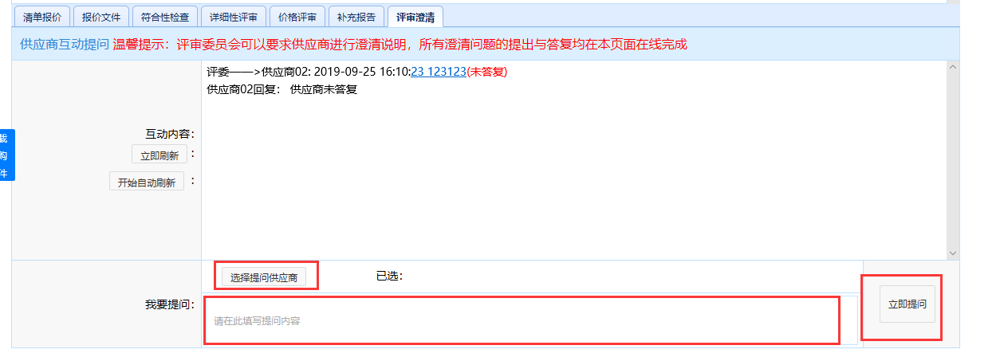 清单报价 报价文件 符合性检查 详细性评审 价格评审 补充报告 评审澄清
供应商互动提问 温馨提示：评审委员会可以要求供应商进行澄清说明，所有澄清问题的提出与答复均在本页面在线完成
评委——>供应商02: 2019-09-25 16:10:23 123123(未答复)
供应商02回复： 供应商未答复
互动内容：
立即刷新 ：
开始自动刷新 ：
载
购
件
选择提问供应商 已选：
我要提问：
请在此填写提问内容
立即提问